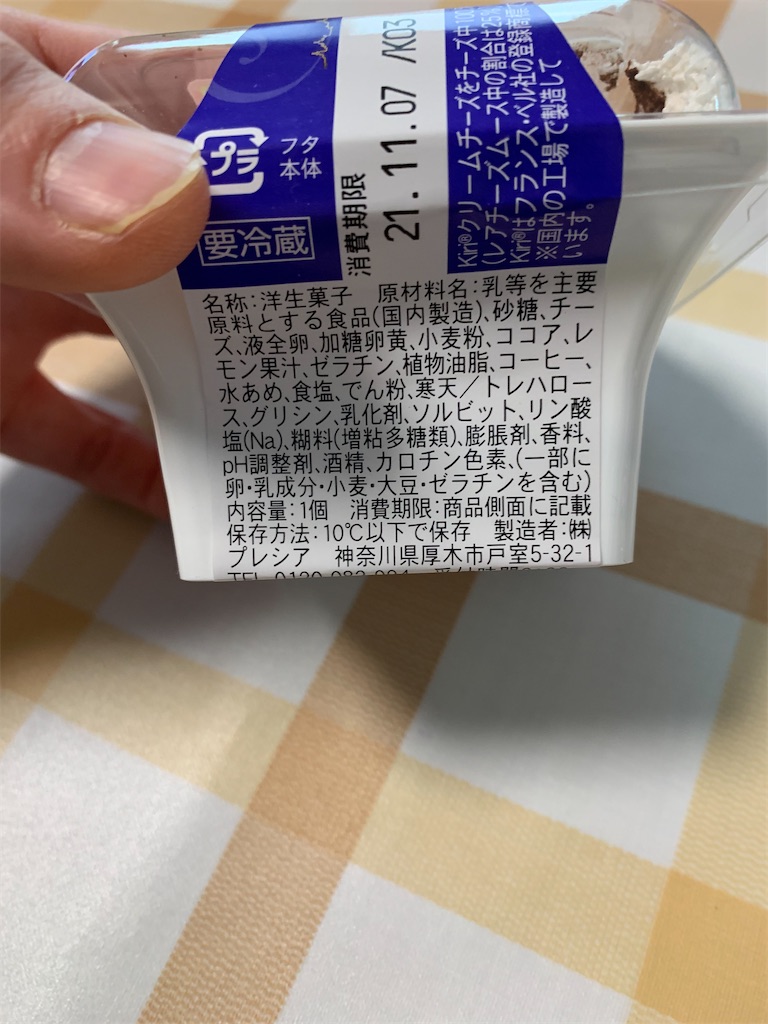 プラ
フタ
本体
要冷蔵
消費期限
21.11.07 /K03
Kiri®クリームチーズをチーズ中100
(レアチーズムース中の割合は25%
Kiri®はフランス・ベル社の登録商標
※国内の工場で製造して
います。
名称:洋生菓子 原材料名:乳等を主要
原料とする食品(国内製造)、砂糖、チー
ズ、液全卵、加糖卵黄、小麦粉、ココア、レ
モン果汁、ゼラチン、植物油脂、コーヒー、
水あめ、食塩、でん粉、寒天/トレハロー
ス、グリシン、乳化剤、ソルビット、リン酸
塩(Na)、糊料(増粘多糖類)、膨脹剤、香料、
pH調整剤、酒精、カロチン色素、(一部に
卵・乳成分・小麦・大豆・ゼラチンを含む)
内容量:1個 消費期限:商品側面に記載
保存方法:10℃以下で保存 製造者:㈱
プレシア 神奈川県厚木市戸室5-32-1